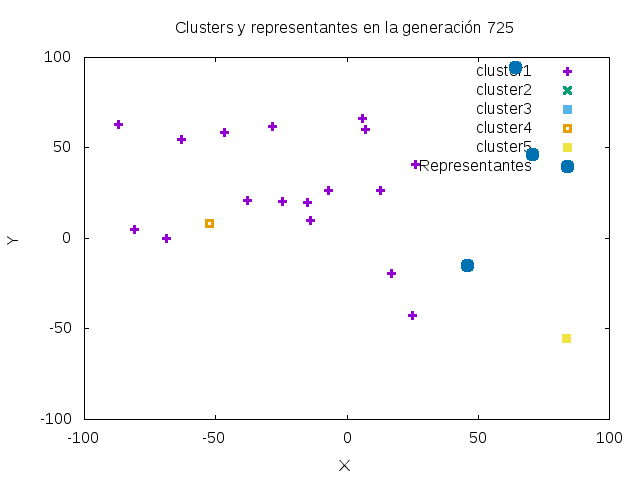 Clusters y representantes en la generación 725
100
50
0
-50
-100
-100
-50
0
50
100
X
Y
cluster1
cluster2
cluster3
cluster4
cluster5
Representantes